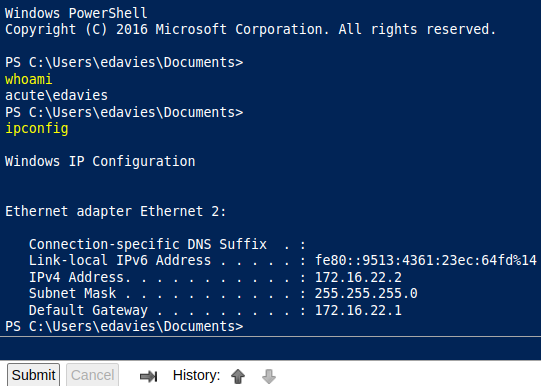 Windows PowerShell
Copyright (C) 2016 Microsoft Corporation. All rights reserved.
PS C:\Users\edavies\Documents>
whoami
acute\edavies
PS C:\Users\edavies\Documents>
ipconfig
Windows IP Configuration
Ethernet adapter Ethernet 2:
Connection-specific DNS Suffix  . :
Link-local IPv6 Address . . . . . : fe80::9513:4361:23ec:64fd%14
IPv4 Address. . . . . . . . . . . : 172.16.22.2
Subnet Mask . . . . . . . . . . . : 255.255.255.0
Default Gateway . . . . . . . . . : 172.16.22.1
PS C:\Users\edavies\Documents>
Submit Cancel History: